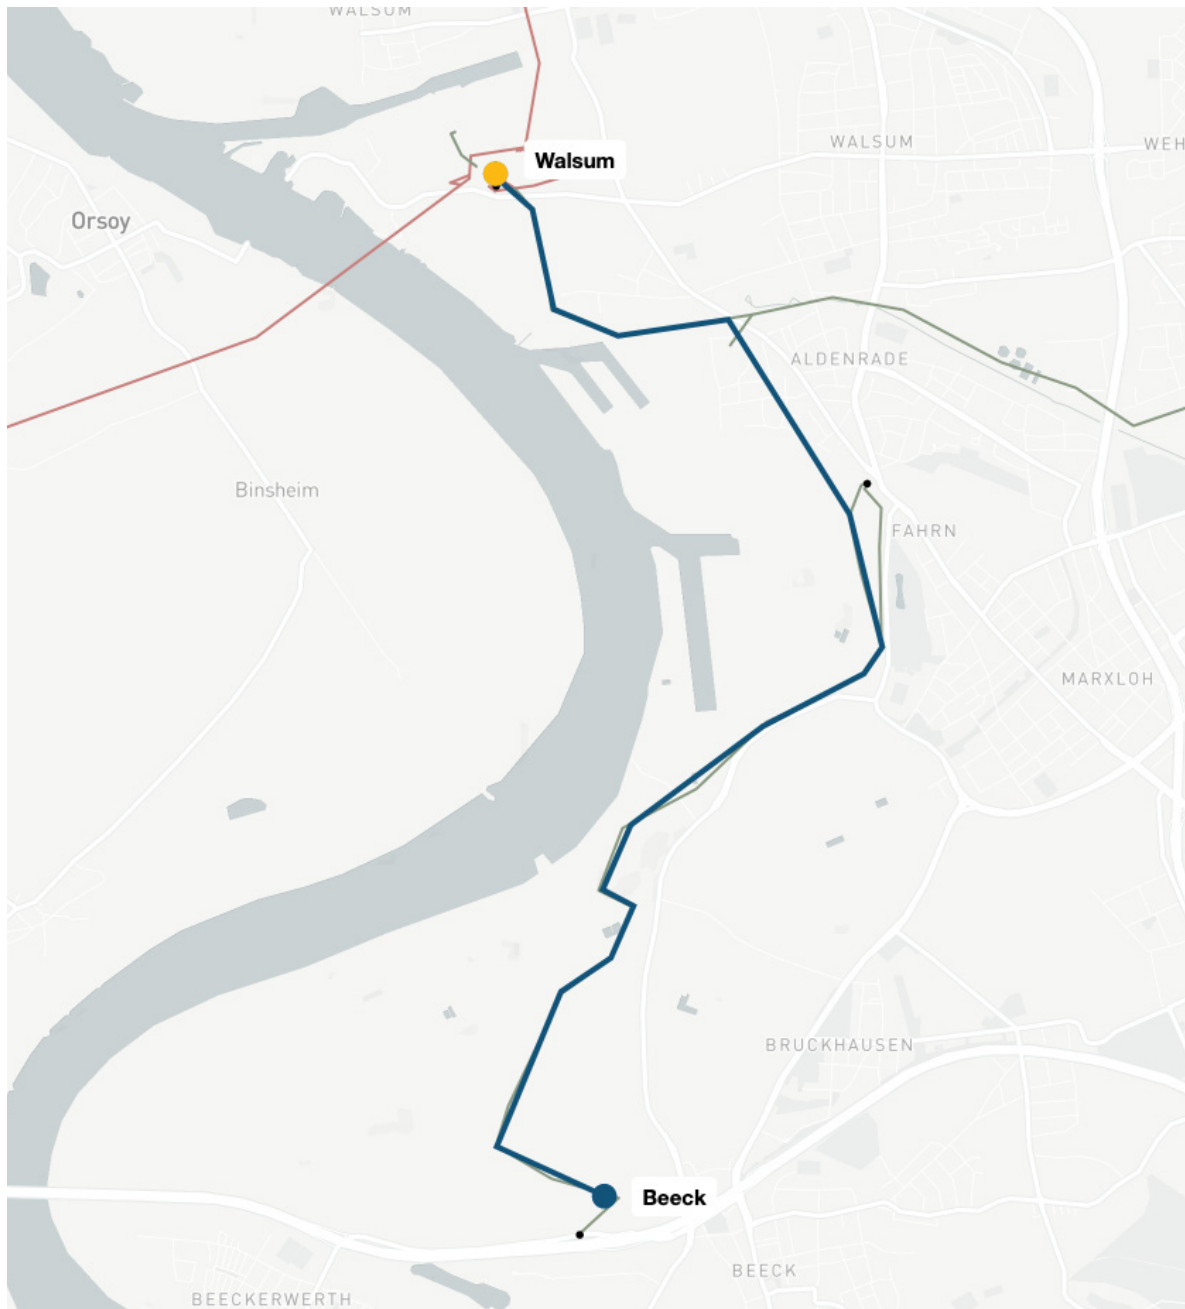 WALSUM
Walsum
WALSUM
WEH
Orsoy
ALDENRADE
Binsheim
FAHRN
MARXLOH
BRUCKHAUSEN
Beeck
BEECK
BEECKERWERTH